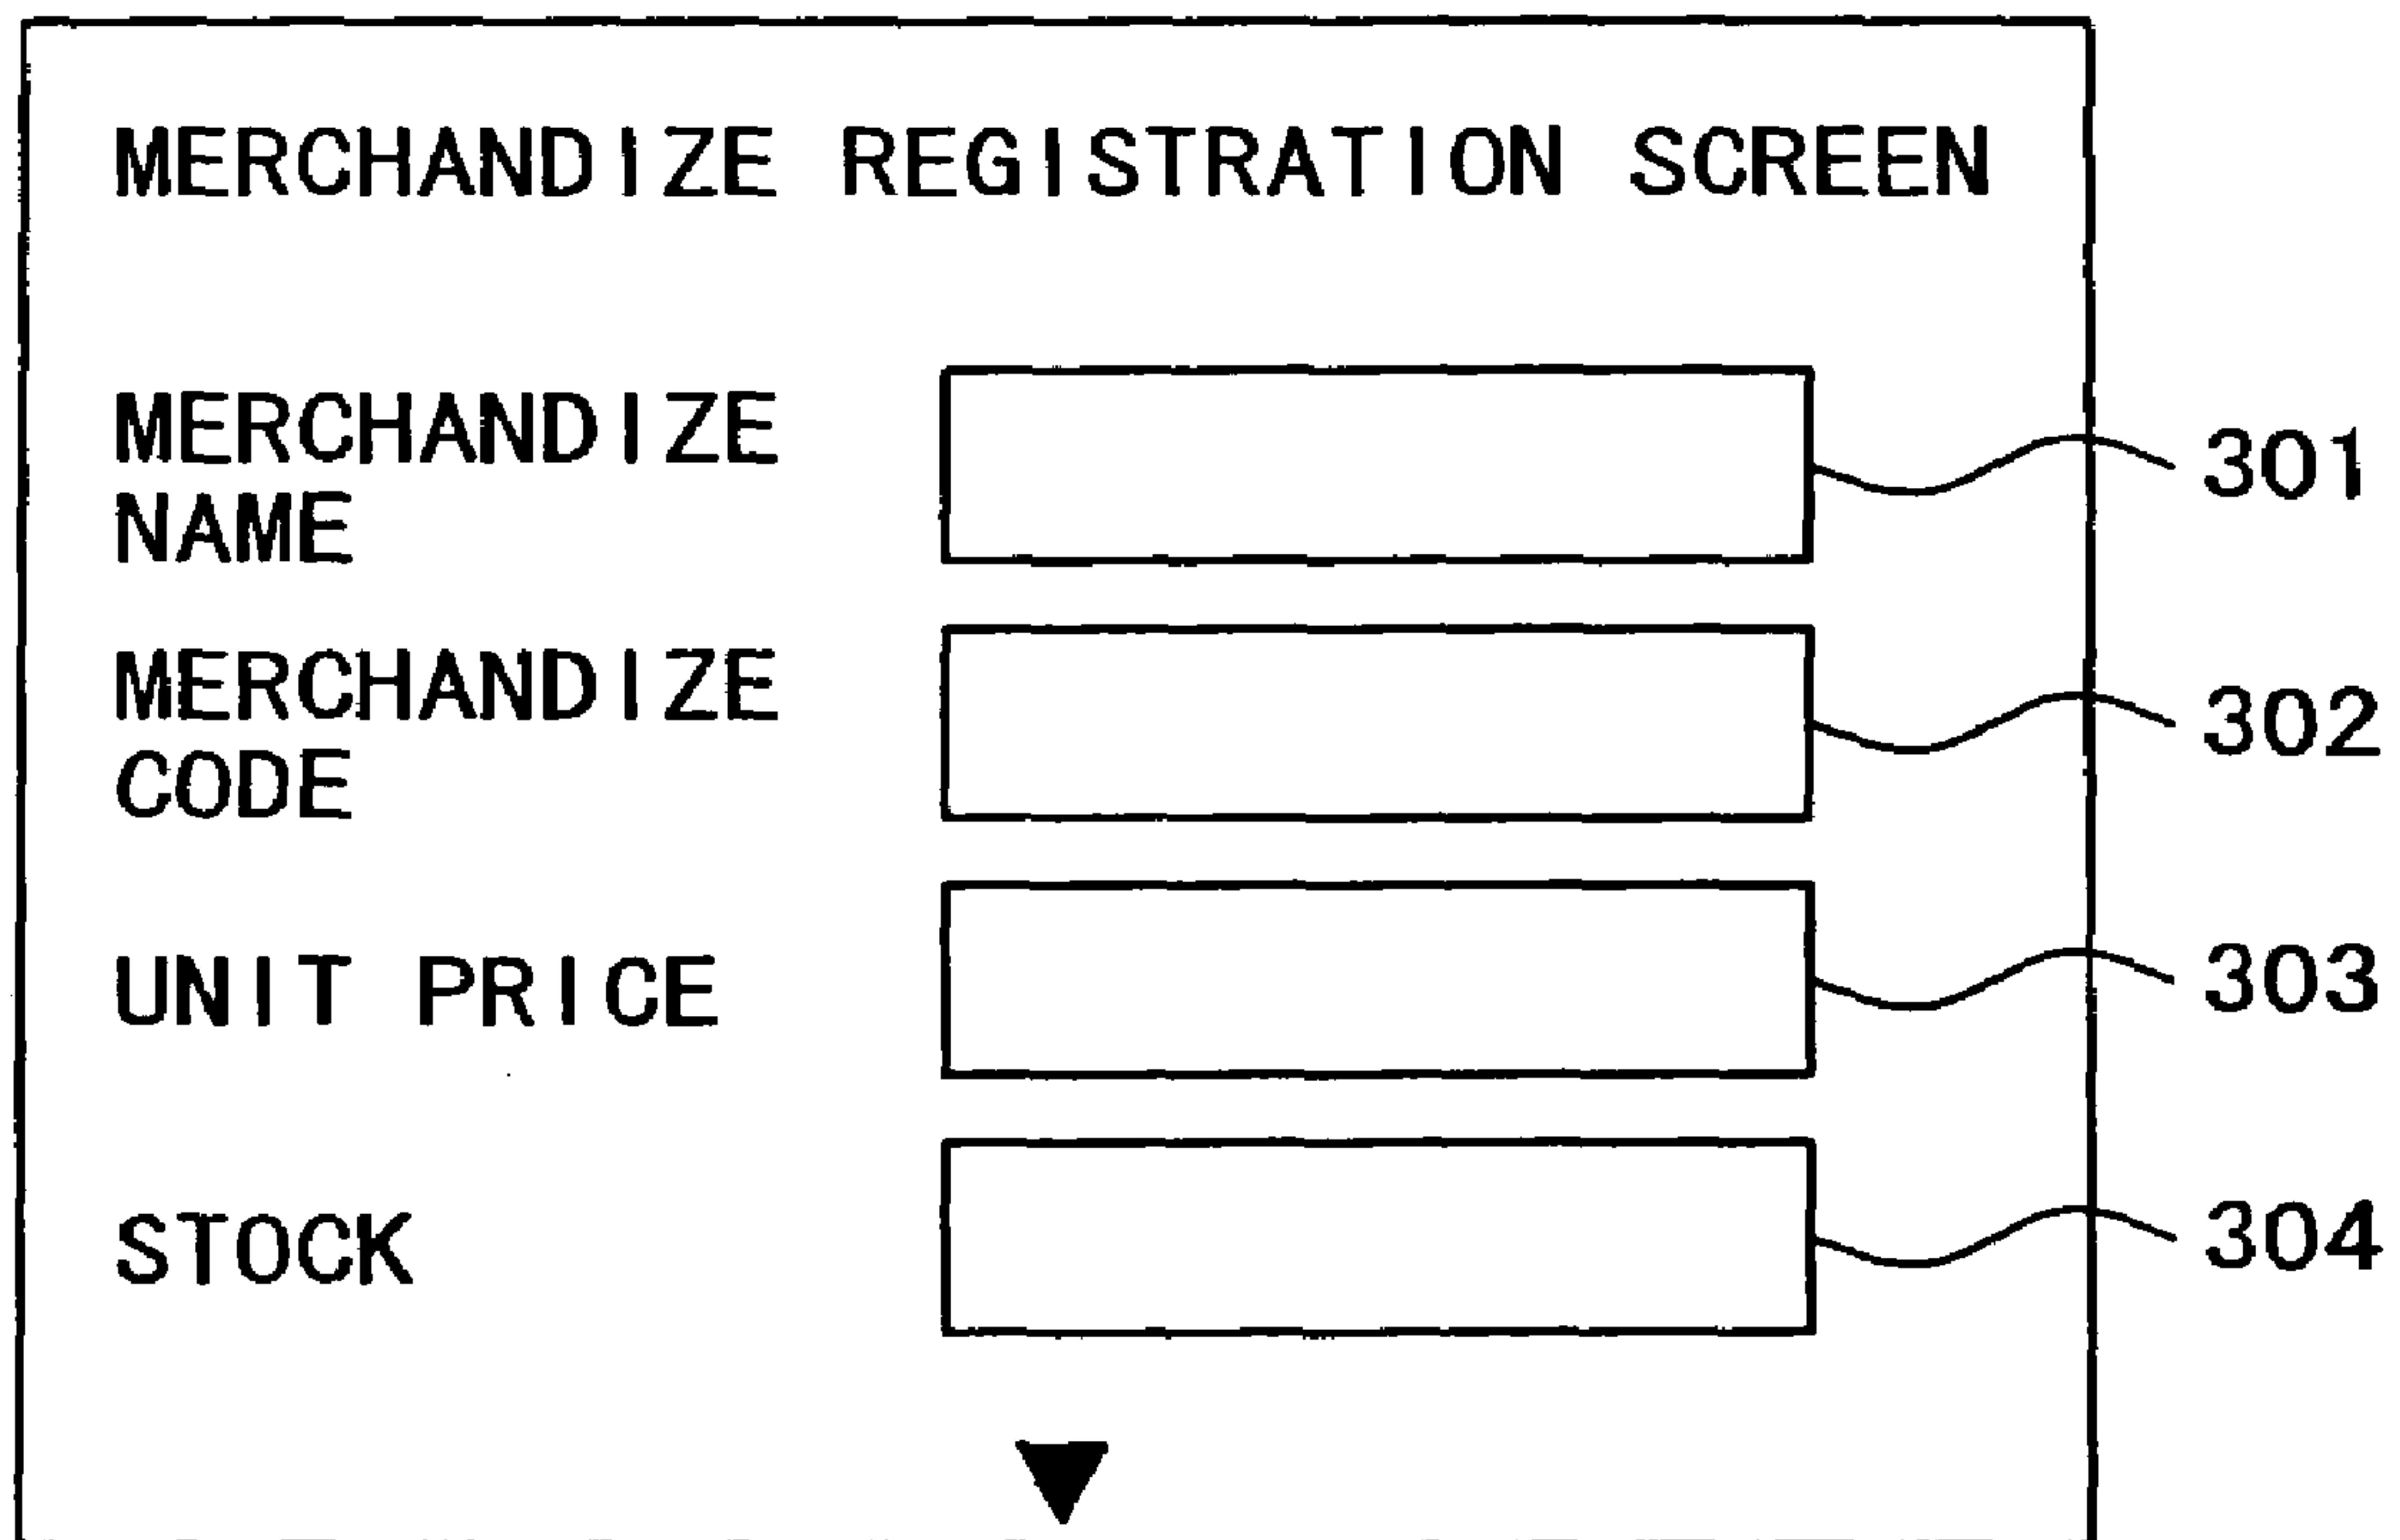 MERCHANDIZE REGISTRATION SCREEN
MERCHANDIZE
NAME
301
MERCHANDIZE
CODE
302
UNIT PRICE
303
STOCK
304